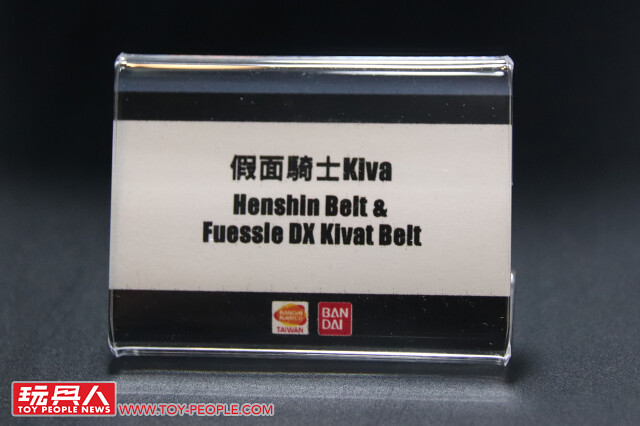 假面騎士Kiva
Henshin Belt &
Fuessle DX Kivat Belt
BANDAI
NAMCO
TAIWAN
BAN
DAI
玩具人
TOY PEOPLE NEWS
WWW.TOY-PEOPLE.COM